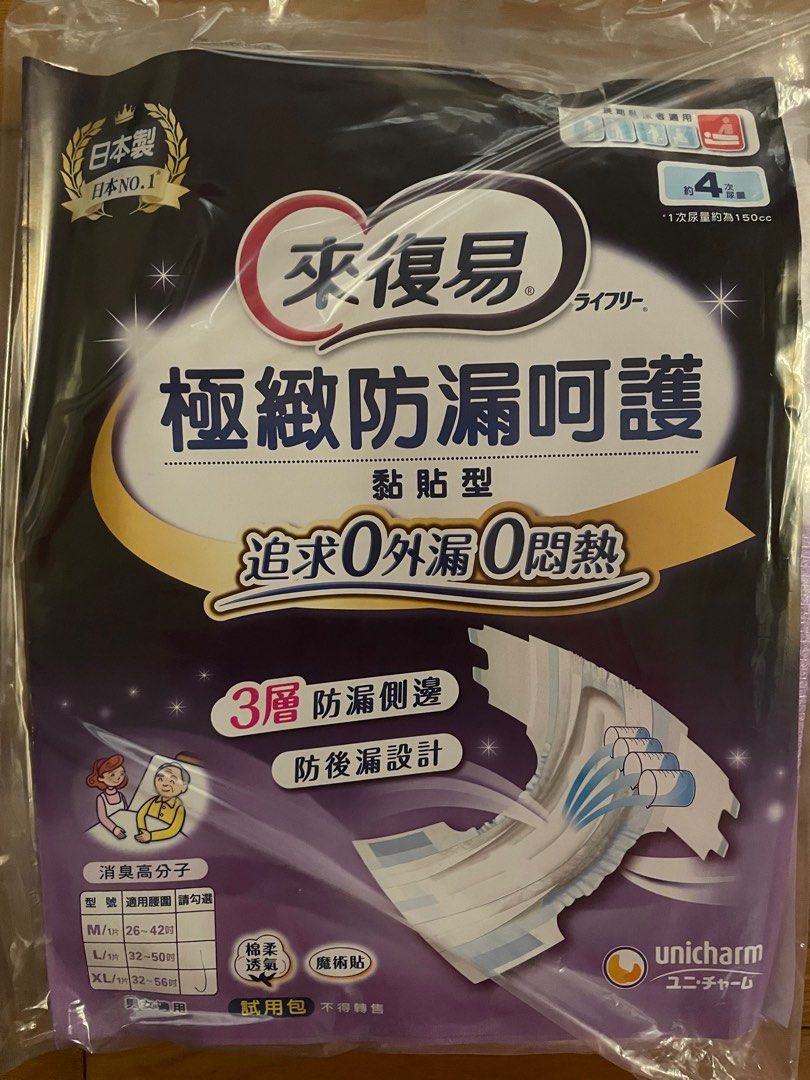 日本製
日本NO.1*
約4次尿量
*1次尿量約為150cc
來復易®
ライフリー®
極緻防漏呵護
黏貼型
追求0外漏0悶熱
3層防漏側邊
防後漏設計
消臭高分子
型號 適用腰圍 請勾選
M/1片 26~42吋
L/1片 32~50吋
XL/1片 32~56吋
男女適用
棉柔
透氣
魔術貼
試用包 不得轉售
unicharm
ユニ・チャーム